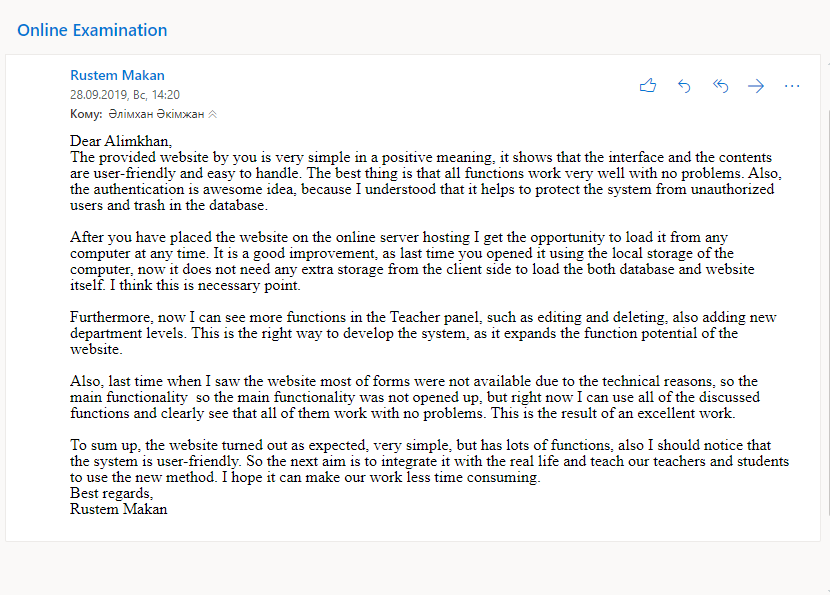 Online Examination
Rustem Makan
28.09.2019, Вс, 14:20
Кому: Әлімхан Әкімжан
Dear Alimkhan,
The provided website by you is very simple in a positive meaning, it shows that the interface and the contents
are user-friendly and easy to handle. The best thing is that all functions work very well with no problems. Also,
the authentication is awesome idea, because I understood that it helps to protect the system from unauthorized
users and trash in the database.
After you have placed the website on the online server hosting I get the opportunity to load it from any
computer at any time. It is a good improvement, as last time you opened it using the local storage of the
computer, now it does not need any extra storage from the client side to load the both database and website
itself. I think this is necessary point.
Furthermore, now I can see more functions in the Teacher panel, such as editing and deleting, also adding new
department levels. This is the right way to develop the system, as it expands the function potential of the
website.
Also, last time when I saw the website most of forms were not available due to the technical reasons, so the
main functionality  so the main functionality was not opened up, but right now I can use all of the discussed
functions and clearly see that all of them work with no problems. This is the result of an excellent work.
To sum up, the website turned out as expected, very simple, but has lots of functions, also I should notice that
the system is user-friendly. So the next aim is to integrate it with the real life and teach our teachers and students
to use the new method. I hope it can make our work less time consuming.
Best regards,
Rustem Makan